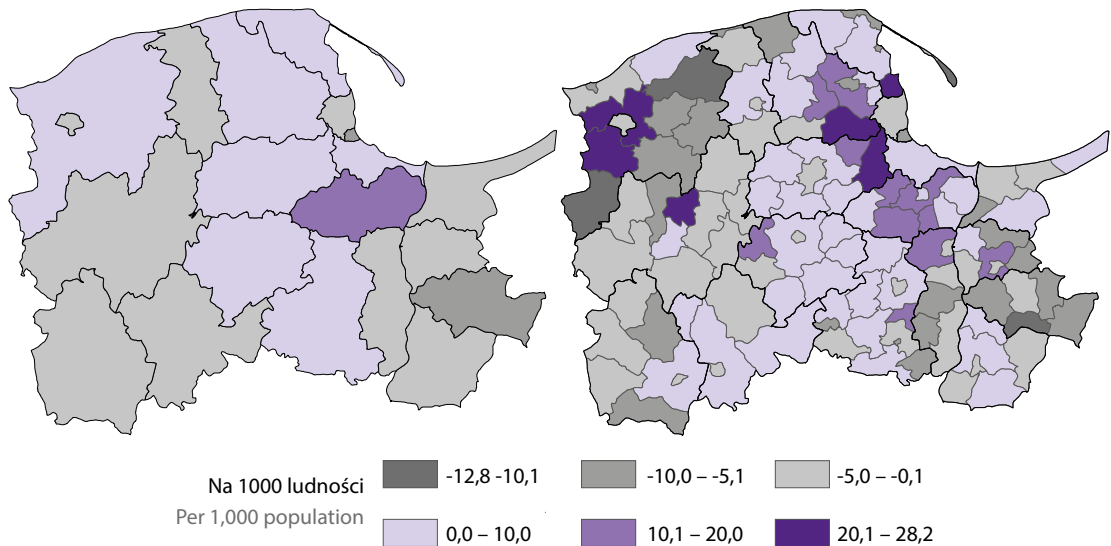 Na 1000 ludności
Per 1,000 population
-12,8 -10,1
-10,0 – -5,1
-5,0 – -0,1
0,0 – 10,0
10,1 – 20,0
20,1 – 28,2